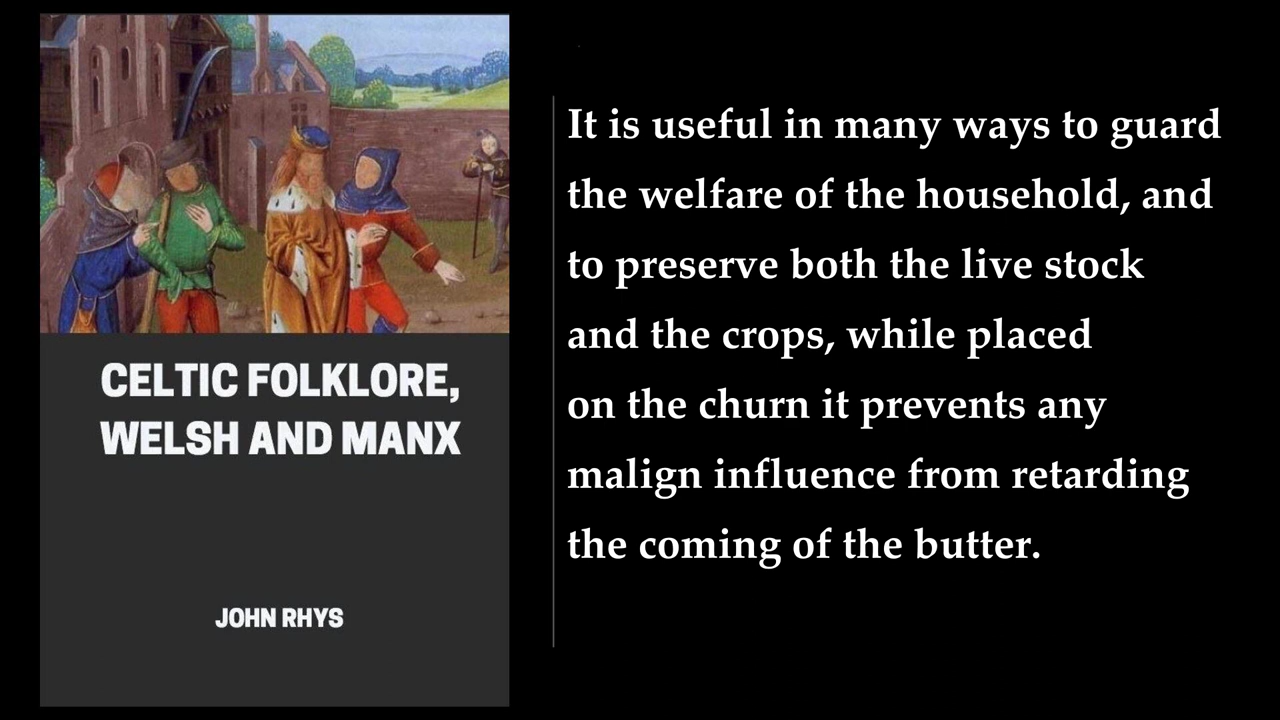 CELTIC FOLKLORE,
WELSH AND MANX
JOHN RHYS
It is useful in many ways to guard
the welfare of the household, and
to preserve both the live stock
and the crops, while placed
on the churn it prevents any
malign influence from retarding
the coming of the butter.